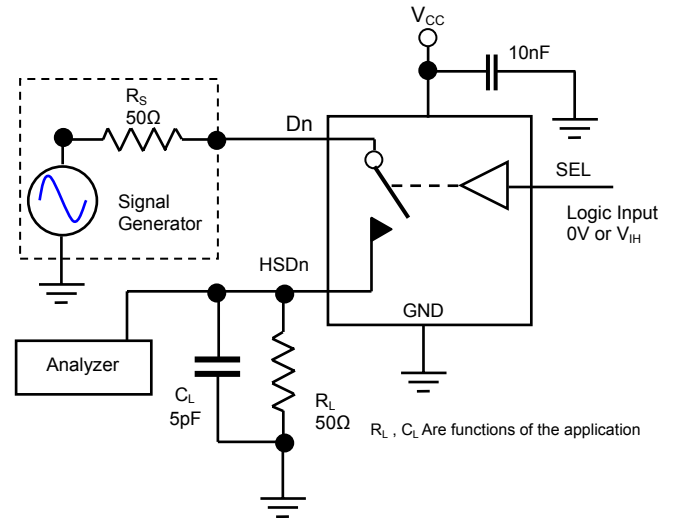 V_CC
10nF
R_S
50Ω
Dn
SEL
Signal
Generator
Logic Input
0V or V_IH
HSDn
GND
Analyzer
C_L
5pF
R_L
50Ω
R_L , C_L Are functions of the application